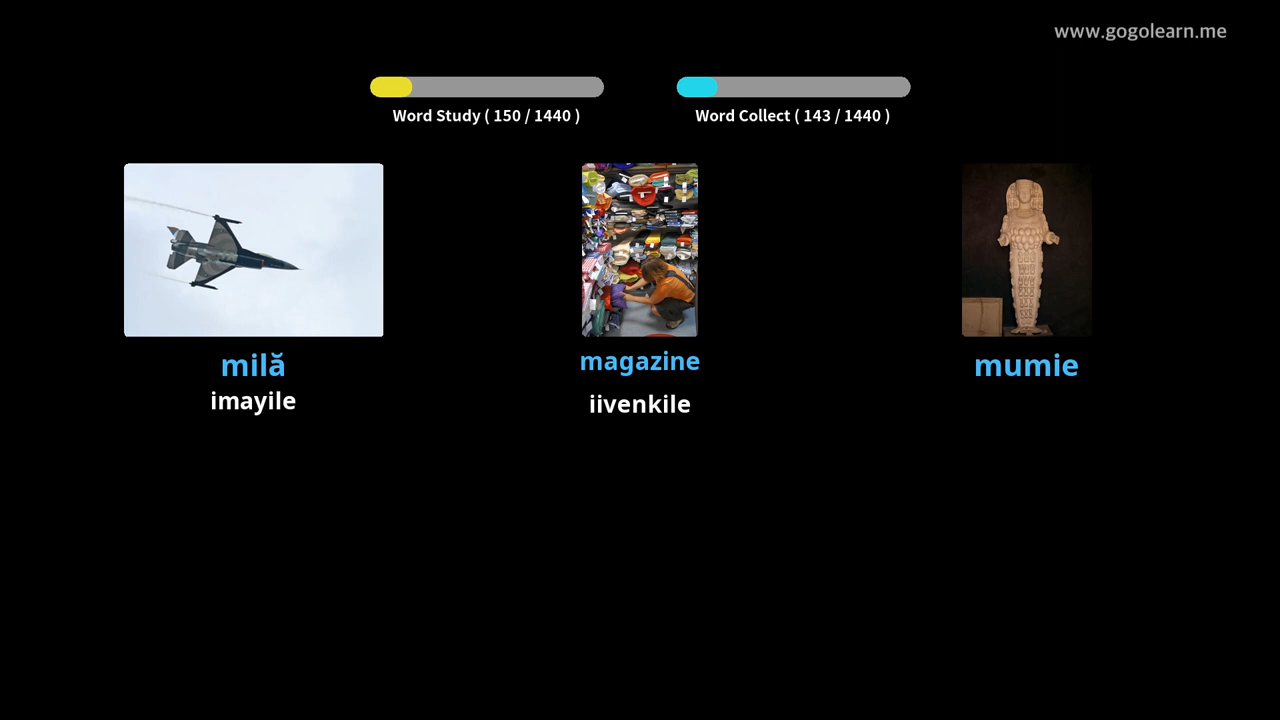 www.gogolearn.me
Word Study ( 150 / 1440 )
Word Collect ( 143 / 1440 )
milă
imayile
magazine
iivenkile
mumie